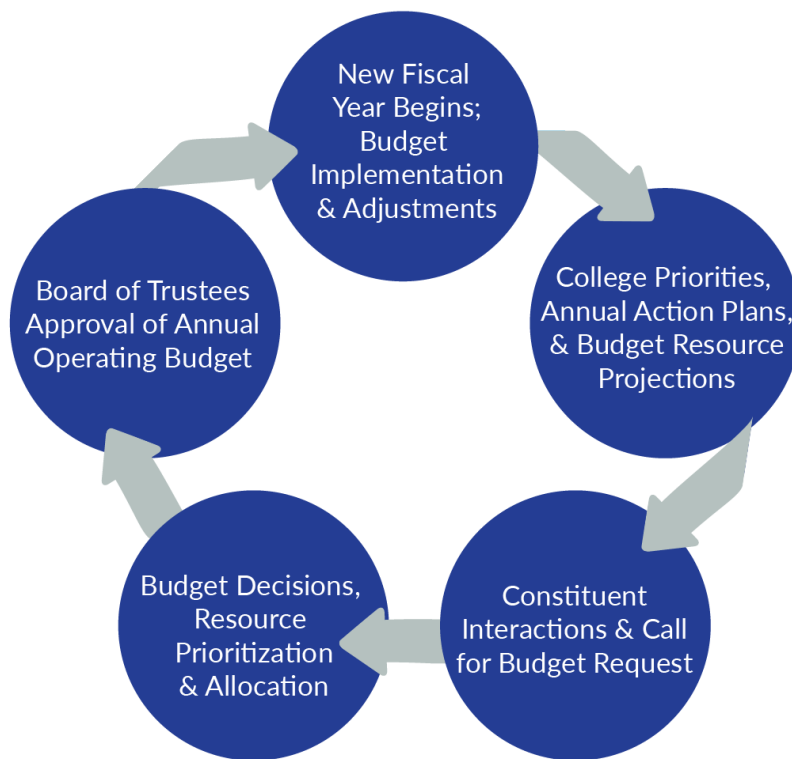 New Fiscal
Year Begins;
Budget
Implementation
& Adjustments
College Priorities,
Annual Action Plans,
& Budget Resource
Projections
Constituent
Interactions & Call
for Budget Request
Budget Decisions,
Resource
Prioritization
& Allocation
Board of Trustees
Approval of Annual
Operating Budget